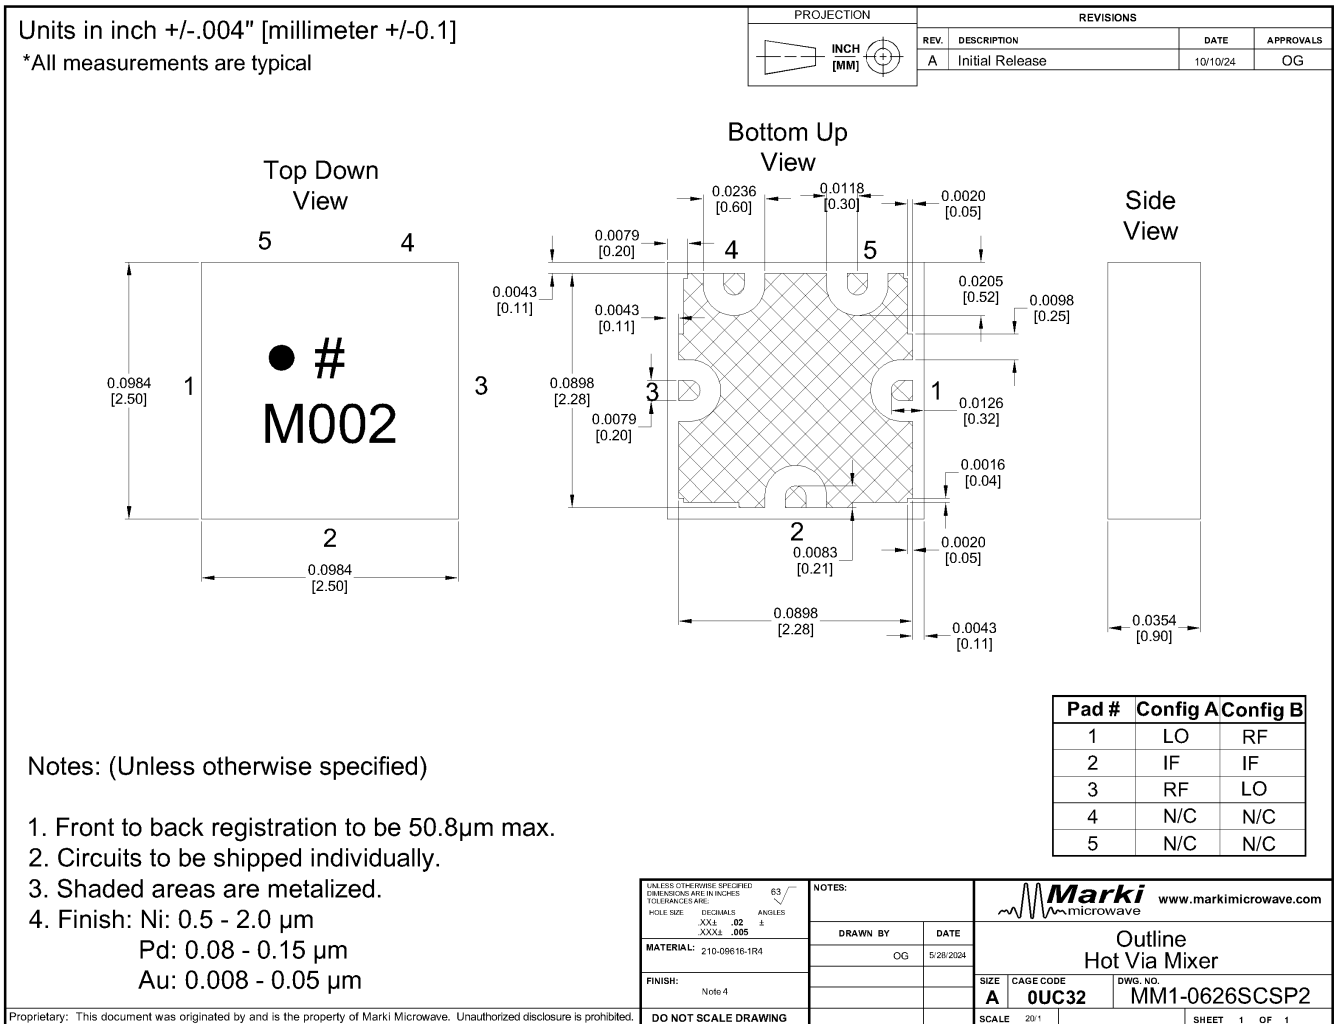 Units in inch +/-.004" [millimeter +/-0.1]
*All measurements are typical
PROJECTION
INCH
[MM]
REVISIONS
REV. DESCRIPTION DATE APPROVALS
A Initial Release 10/10/24 OG
Top Down
View
5 4
0.0984
[2.50]
1
# 
M002
3
2
0.0984
[2.50]
Bottom Up
View
0.0236
[0.60]
0.0118
[0.30]
0.0020
[0.05]
0.0079
[0.20]
4 5
0.0043
[0.11]
0.0205
[0.52]
0.0043
[0.11]
0.0098
[0.25]
0.0898
[2.28]
3
1
0.0079
[0.20]
0.0126
[0.32]
0.0016
[0.04]
2
0.0083
[0.21]
0.0020
[0.05]
0.0898
[2.28]
0.0043
[0.11]
Side
View
0.0354
[0.90]
Pad # Config A Config B
1 LO RF
2 IF IF
3 RF LO
4 N/C N/C
5 N/C N/C
Notes: (Unless otherwise specified)
1. Front to back registration to be 50.8µm max.
2. Circuits to be shipped individually.
3. Shaded areas are metalized.
4. Finish: Ni: 0.5 - 2.0 µm
Pd: 0.08 - 0.15 µm
Au: 0.008 - 0.05 µm
UNLESS OTHERWISE SPECIFIED
DIMENSIONS ARE IN INCHES
TOLERANCES ARE:
63
HOLE SIZE DECIMALS ANGLES
.XX± .02 ±
.XXX± .005
MATERIAL: 210-09616-1R4
FINISH:
Note 4
DO NOT SCALE DRAWING
NOTES:
DRAWN BY DATE
OG 5/28/2024
Marki
microwave
www.markimicrowave.com
Outline
Hot Via Mixer
SIZE CAGE CODE DWG. NO.
A 0UC32 MM1-0626SCSP2
SCALE 20/1 SHEET 1 OF 1
Proprietary: This document was originated by and is the property of Marki Microwave. Unauthorized disclosure is prohibited.